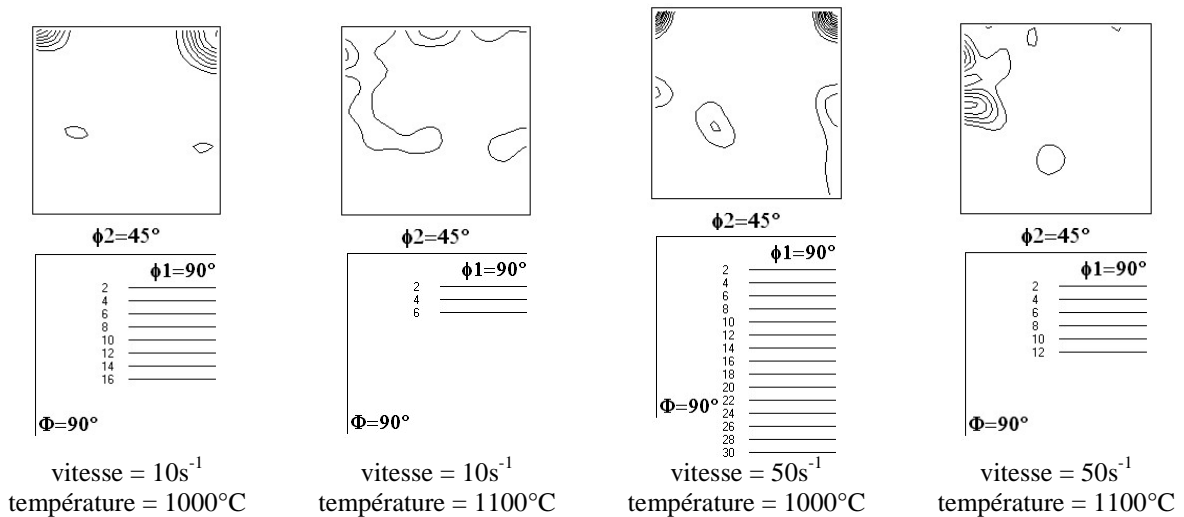 ϕ2=45°
ϕ1=90°
2
4
6
8
10
12
14
16
Φ=90°
vitesse = 10s⁻¹
température = 1000°C
ϕ2=45°
ϕ1=90°
2
4
6
Φ=90°
vitesse = 10s⁻¹
température = 1100°C
ϕ2=45°
ϕ1=90°
2
4
6
8
10
12
14
16
18
20
22
24
26
28
30
Φ=90°
vitesse = 50s⁻¹
température = 1000°C
ϕ2=45°
ϕ1=90°
2
4
6
8
10
12
Φ=90°
vitesse = 50s⁻¹
température = 1100°C